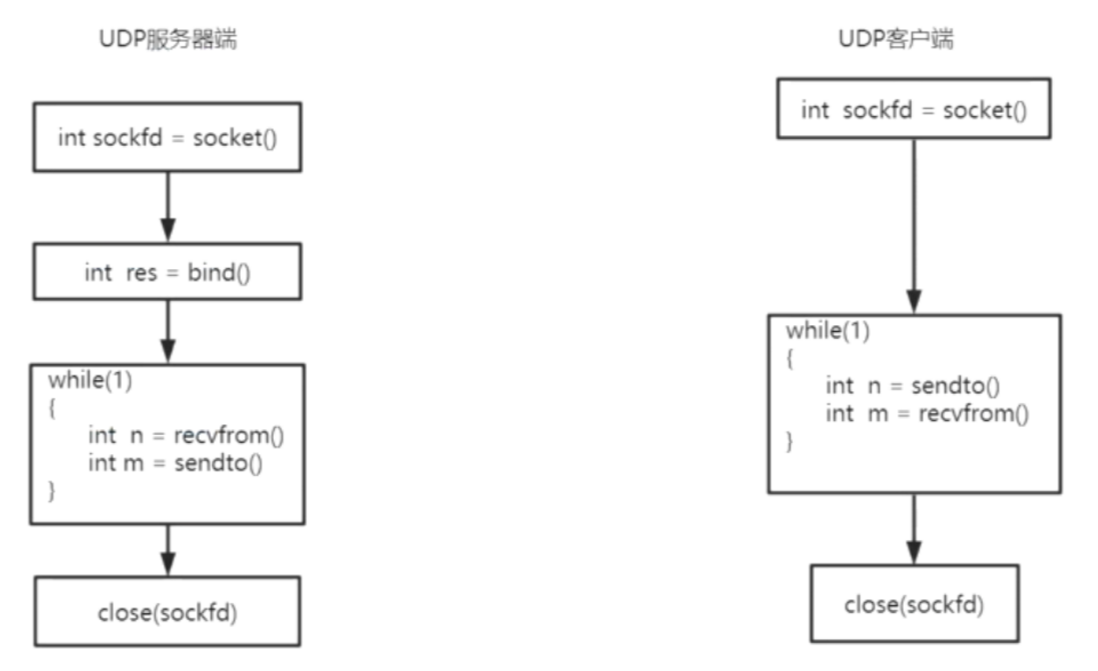 UDP服务器端
int sockfd = socket()
int res = bind()
while(1)
{
int n = recvfrom()
int m = sendto()
}
close(sockfd)
UDP客户端
int sockfd = socket()
while(1)
{
int n = sendto()
int m = recvfrom()
}
close(sockfd)